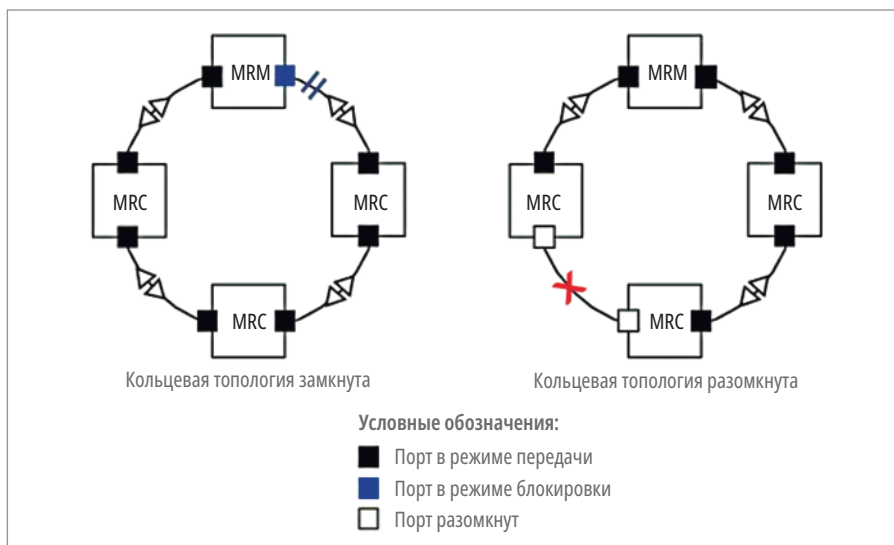 MRM
MRC
MRC
MRC
Кольцевая топология замкнута
MRM
MRC
MRC
MRC
Кольцевая топология разомкнута
Условные обозначения:
Порт в режиме передачи
Порт в режиме блокировки
Порт разомкнут